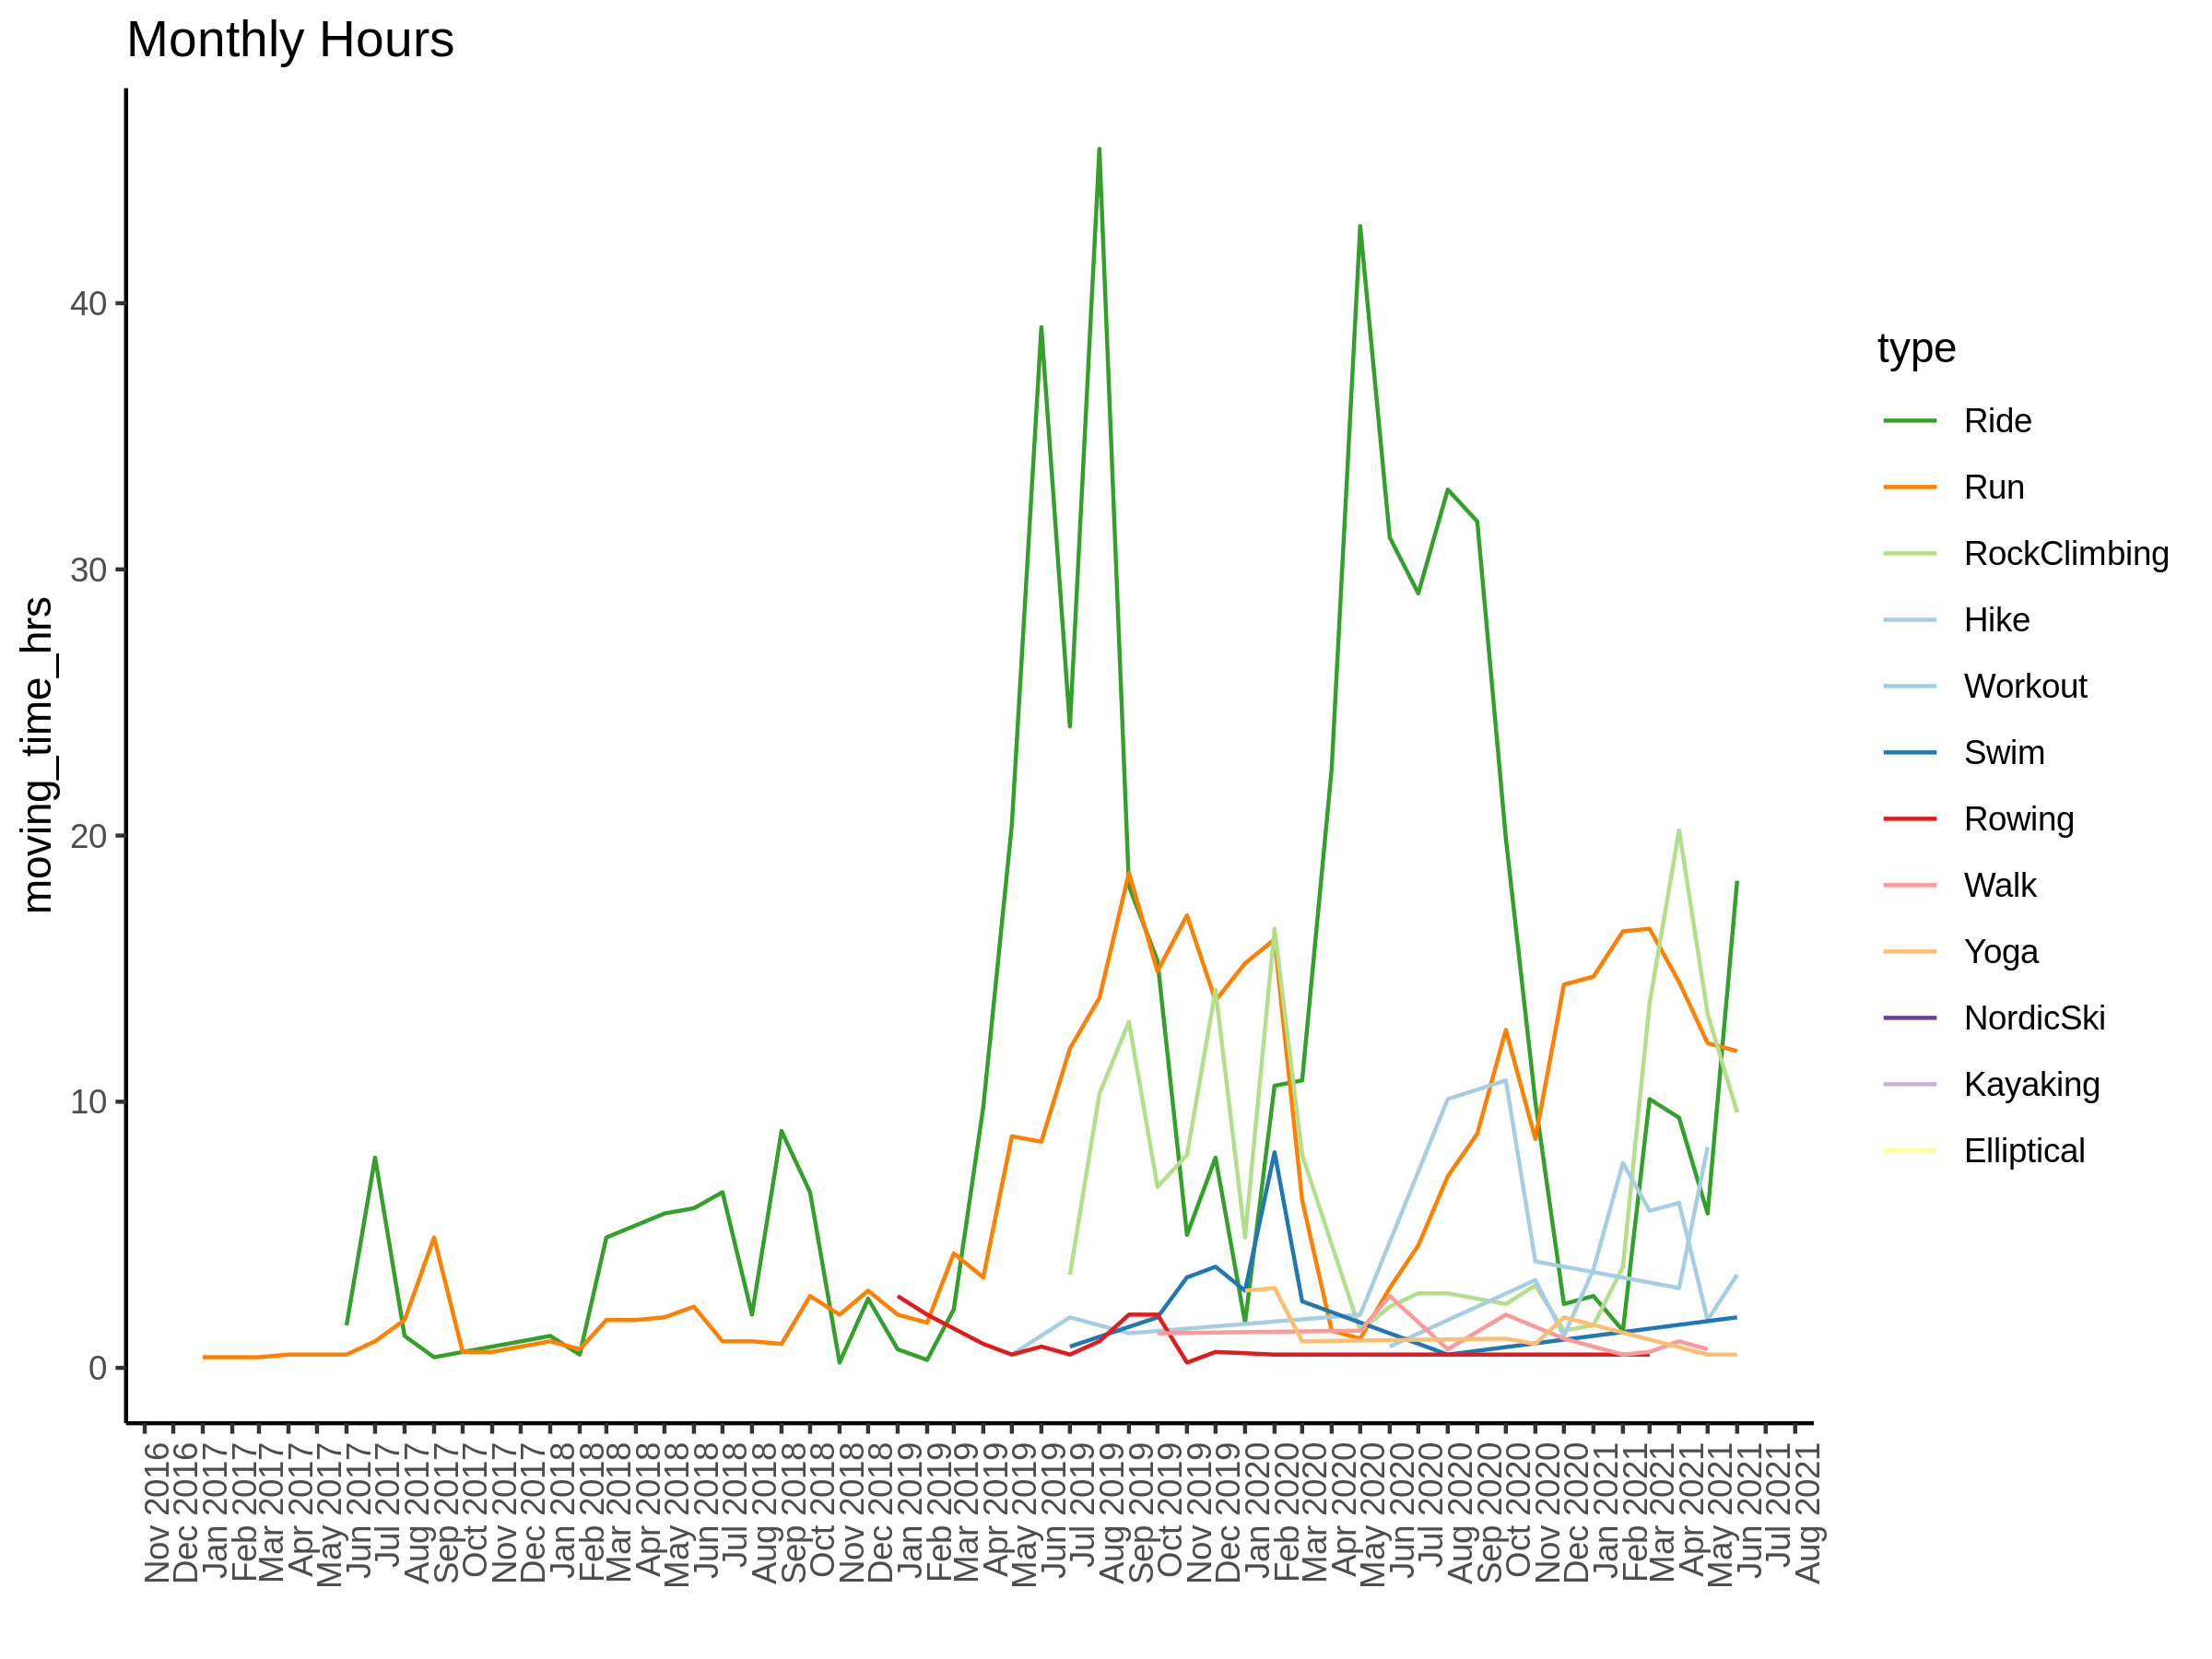 Monthly Hours
moving_time_hrs
40
30
20
10
0
Nov 2016
Dec 2016
Jan 2017
Feb 2017
Mar 2017
Apr 2017
May 2017
Jun 2017
Jul 2017
Aug 2017
Sep 2017
Oct 2017
Nov 2017
Dec 2017
Jan 2018
Feb 2018
Mar 2018
Apr 2018
May 2018
Jun 2018
Jul 2018
Aug 2018
Sep 2018
Oct 2018
Nov 2018
Dec 2018
Jan 2019
Feb 2019
Mar 2019
Apr 2019
May 2019
Jun 2019
Jul 2019
Aug 2019
Sep 2019
Oct 2019
Nov 2019
Dec 2019
Jan 2020
Feb 2020
Mar 2020
Apr 2020
May 2020
Jun 2020
Jul 2020
Aug 2020
Sep 2020
Oct 2020
Nov 2020
Dec 2020
Jan 2021
Feb 2021
Mar 2021
Apr 2021
May 2021
Jun 2021
Jul 2021
Aug 2021
type
Ride
Run
RockClimbing
Hike
Workout
Swim
Rowing
Walk
Yoga
NordicSki
Kayaking
Elliptical